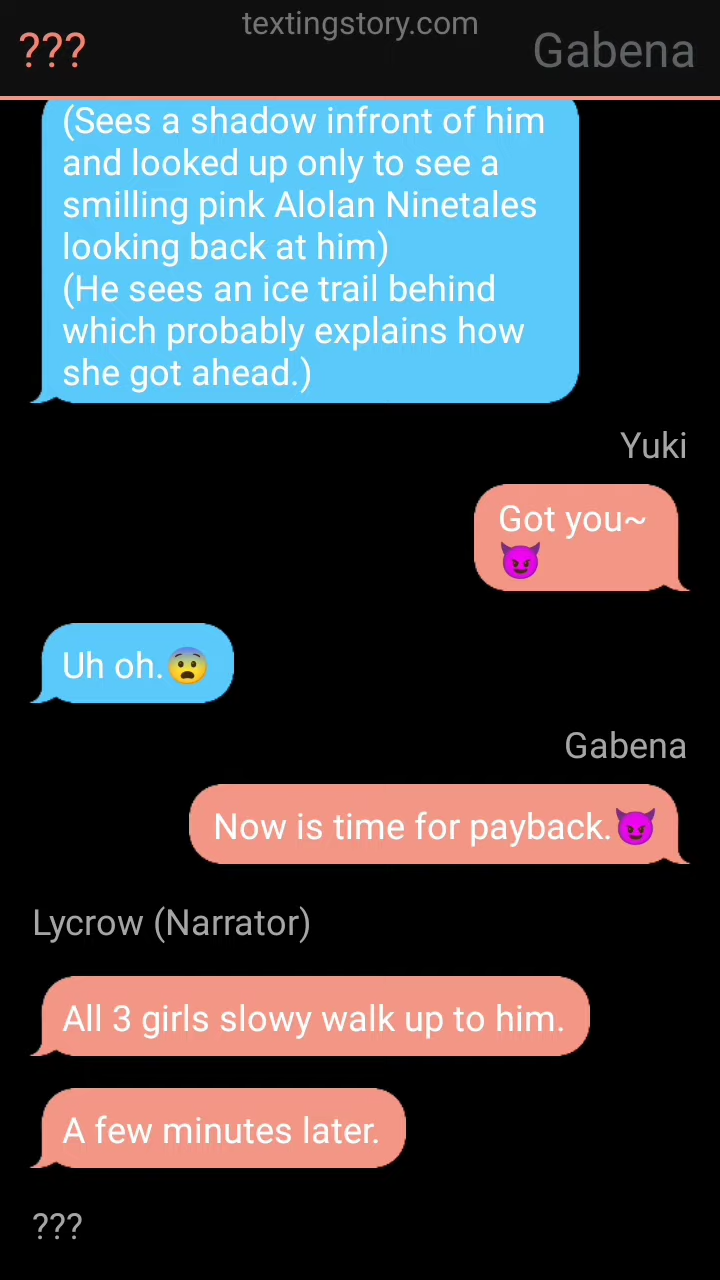 textingstory.com
??? Gabena
(Sees a shadow infront of him
and looked up only to see a
smilling pink Alolan Ninetales
looking back at him)
(He sees an ice trail behind
which probably explains how
she got ahead.)
Yuki
Got you~
😈
Uh oh.😨
Gabena
Now is time for payback.😈
Lycrow (Narrator)
All 3 girls slowy walk up to him.
A few minutes later.
???